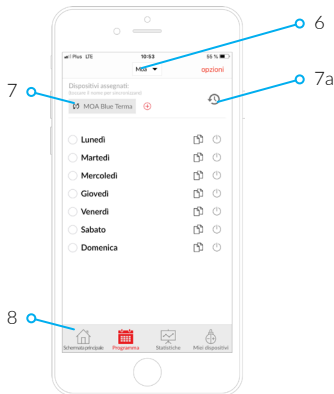 6
Plus LTE 10:53 55 %
Moa opzioni
Dispositivi assegnati:
7a
7
MOA Blue Terma
Lunedì
Martedì
Mercoledì
Giovedì
Venerdì
Sabato
Domenica
8
Schermata principale Programma Statistiche Miei dispositivi